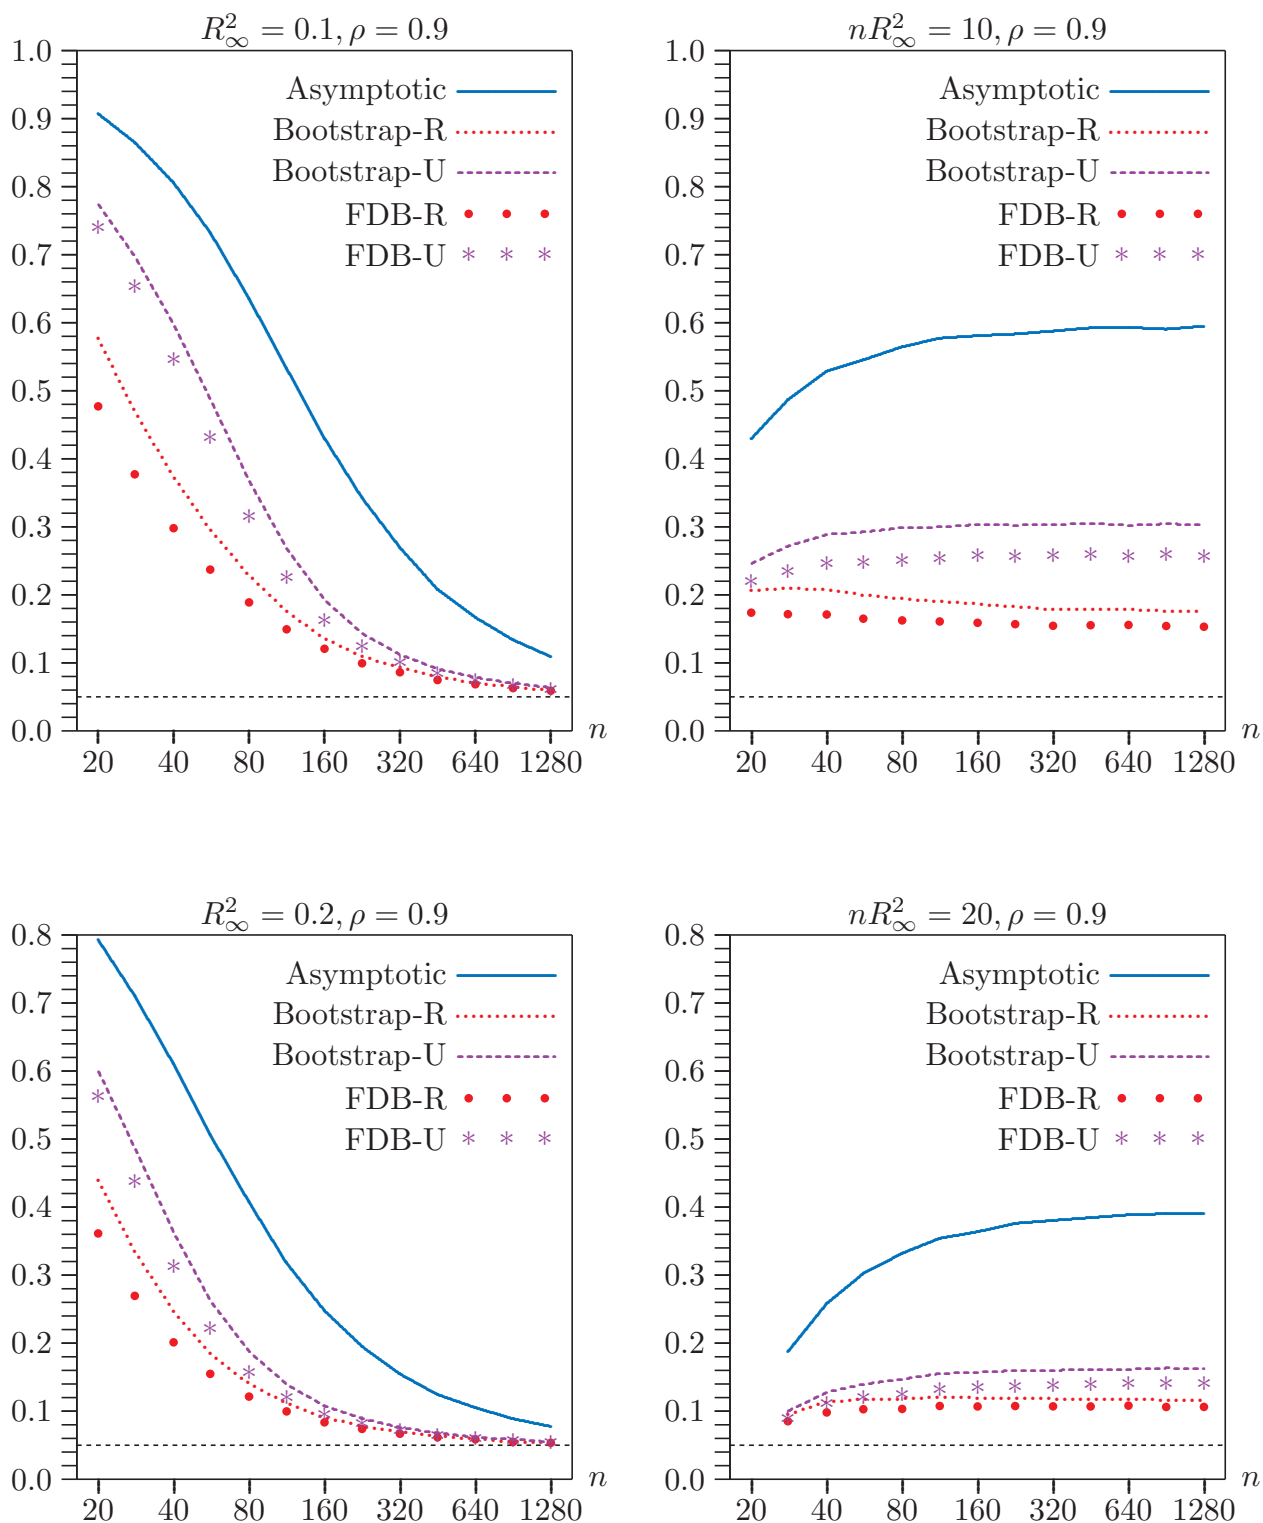 R²∞ = 0.1, ρ = 0.9
1.0
0.9
0.8
0.7
0.6
0.5
0.4
0.3
0.2
0.1
0.0
Asymptotic
Bootstrap-R
Bootstrap-U
FDB-R
FDB-U
20 40 80 160 320 640 1280
n
nR²∞ = 10, ρ = 0.9
1.0
0.9
0.8
0.7
0.6
0.5
0.4
0.3
0.2
0.1
0.0
Asymptotic
Bootstrap-R
Bootstrap-U
FDB-R
FDB-U
20 40 80 160 320 640 1280
n
R²∞ = 0.2, ρ = 0.9
0.8
0.7
0.6
0.5
0.4
0.3
0.2
0.1
0.0
Asymptotic
Bootstrap-R
Bootstrap-U
FDB-R
FDB-U
20 40 80 160 320 640 1280
n
nR²∞ = 20, ρ = 0.9
0.8
0.7
0.6
0.5
0.4
0.3
0.2
0.1
0.0
Asymptotic
Bootstrap-R
Bootstrap-U
FDB-R
FDB-U
20 40 80 160 320 640 1280
n